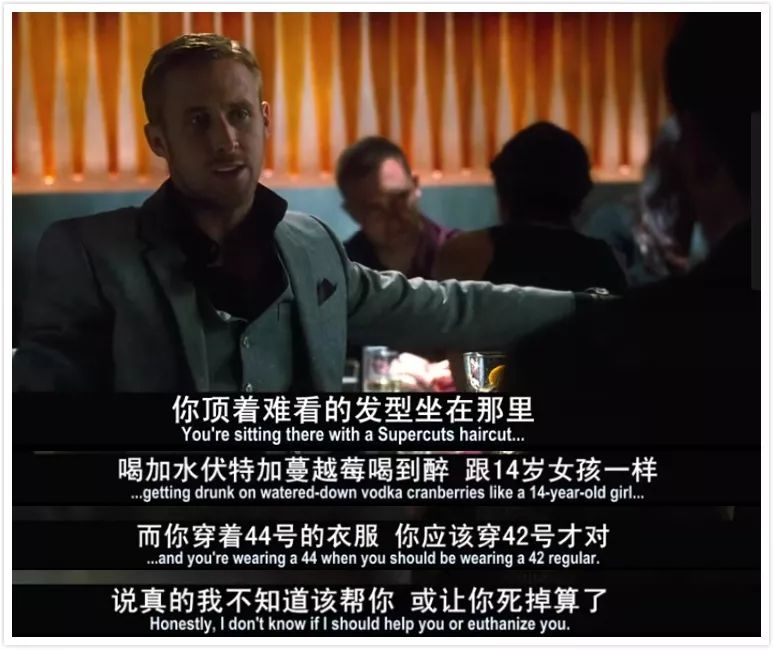 你顶着难看的发型坐在那里
You're sitting there with a Supercuts haircut...
喝加水伏特加蔓越莓喝到醉 跟14岁女孩一样
...getting drunk on watered-down vodka cranberries like a 14-year-old girl...
而你穿着44号的衣服 你应该穿42号才对
...and you're wearing a 44 when you should be wearing a 42 regular.
说真的我不知道该帮你 或让你死掉算了
Honestly, I don't know if I should help you or euthanize you.